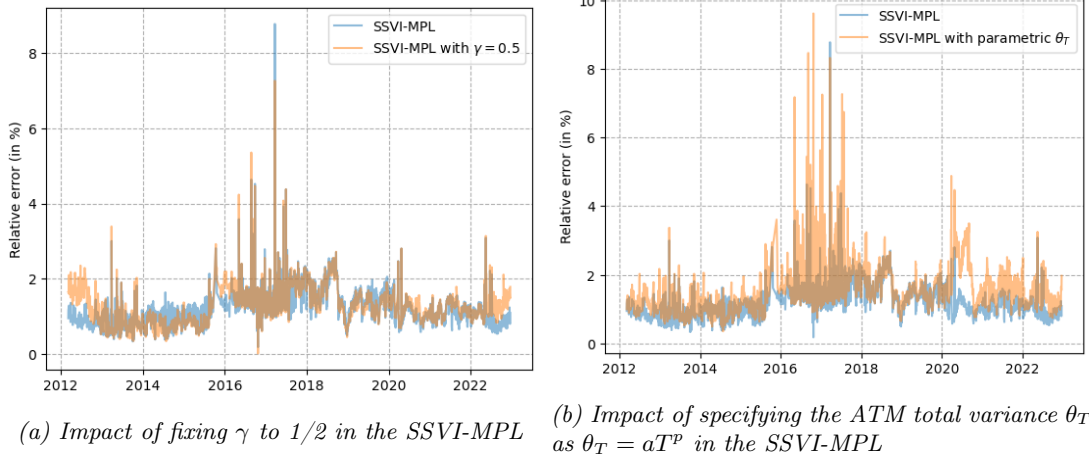 8
6
4
2
0
Relative error (in %)
2012 2014 2016 2018 2020 2022
SSVI-MPL
SSVI-MPL with γ = 0.5
(a) Impact of fixing γ to 1/2 in the SSVI-MPL
10
8
6
4
2
0
Relative error (in %)
2012 2014 2016 2018 2020 2022
SSVI-MPL
SSVI-MPL with parametric θ_T
(b) Impact of specifying the ATM total variance θ_T
as θ_T = aT^p in the SSVI-MPL